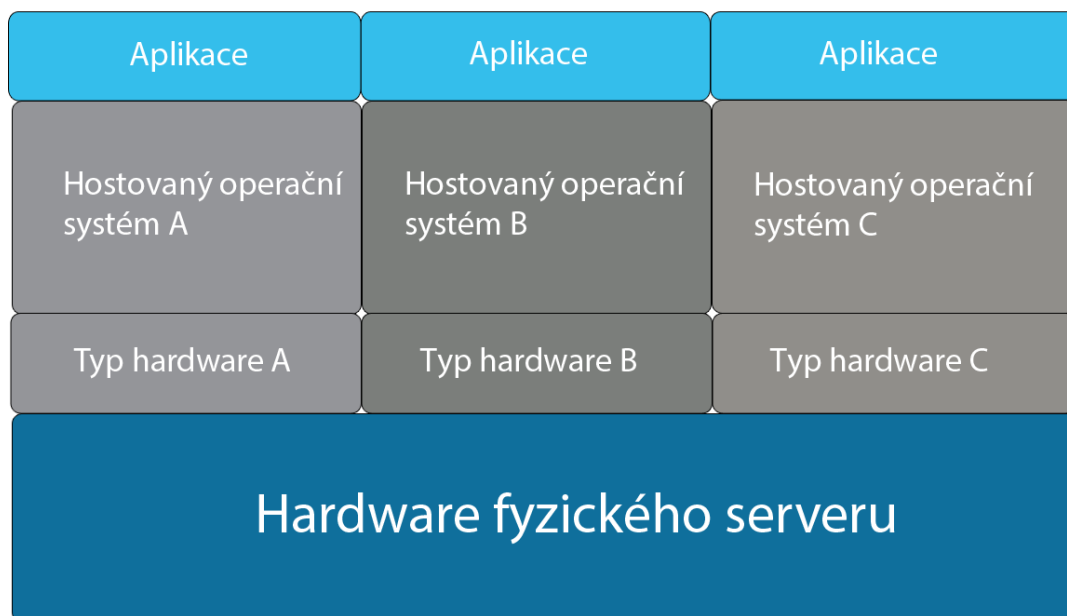 Aplikace
Aplikace
Aplikace
Hostovaný operační
systém A
Hostovaný operační
systém B
Hostovaný operační
systém C
Typ hardware A
Typ hardware B
Typ hardware C
Hardware fyzického serveru